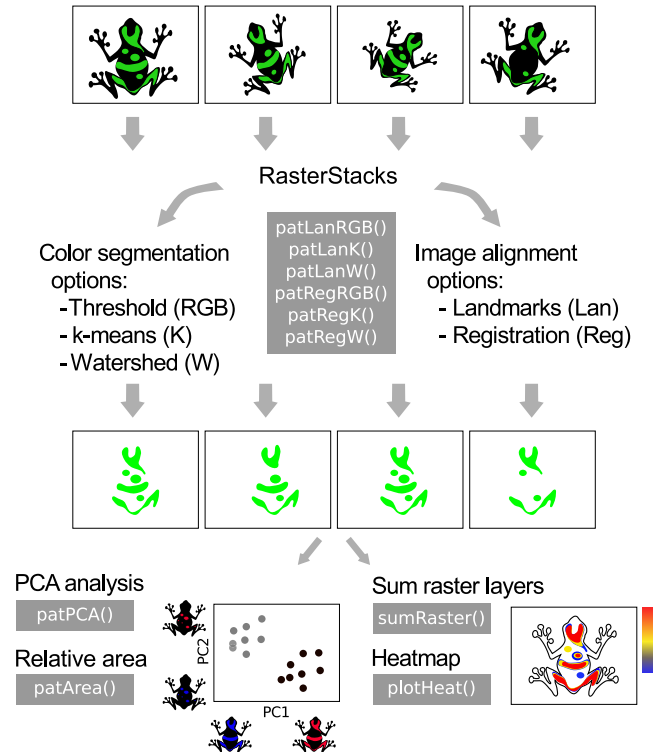 RasterStacks
Color segmentation
options:
-Threshold (RGB)
-k-means (K)
-Watershed (W)
patLanRGB()
patLanK()
patLanW()
patRegRGB()
patRegK()
patRegW()
Image alignment
options:
- Landmarks (Lan)
- Registration (Reg)
PCA analysis
patPCA()
Relative area
patArea()
PC2
PC1
Sum raster layers
sumRaster()
Heatmap
plotHeat()